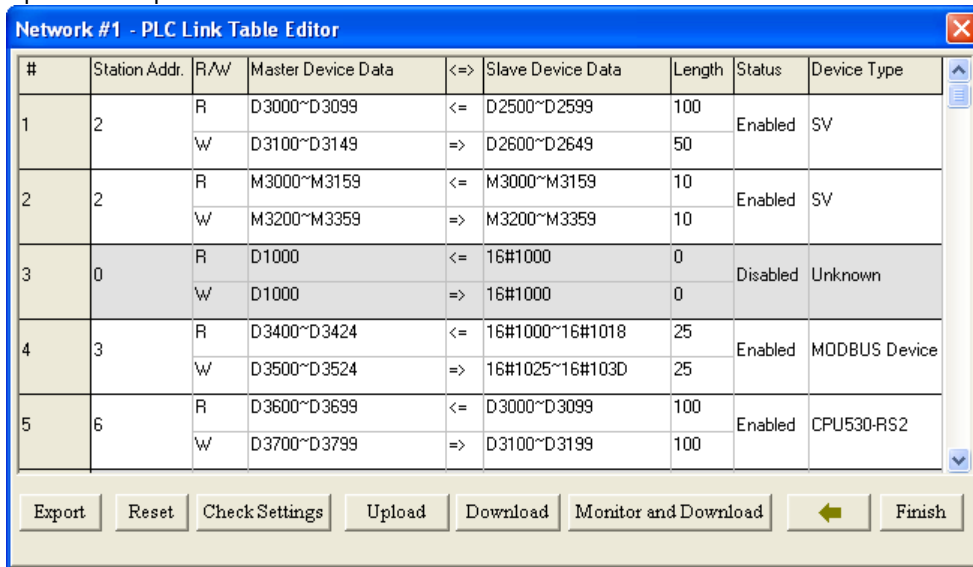 Network #1 - PLC Link Table Editor
# Station Addr. R/W Master Device Data <=> Slave Device Data Length Status Device Type
1 2 R D3000~D3099 <= D2500~D2599 100 Enabled SV
W D3100~D3149 => D2600~D2649 50
2 2 R M3000~M3159 <= M3000~M3159 10 Enabled SV
W M3200~M3359 => M3200~M3359 10
3 0 R D1000 <= 16#1000 0 Disabled Unknown
W D1000 => 16#1000 0
4 3 R D3400~D3424 <= 16#1000~16#1018 25 Enabled MODBUS Device
W D3500~D3524 => 16#1025~16#103D 25
5 6 R D3600~D3699 <= D3000~D3099 100 Enabled CPU530-RS2
W D3700~D3799 => D3100~D3199 100
Export Reset Check Settings Upload Download Monitor and Download Finish